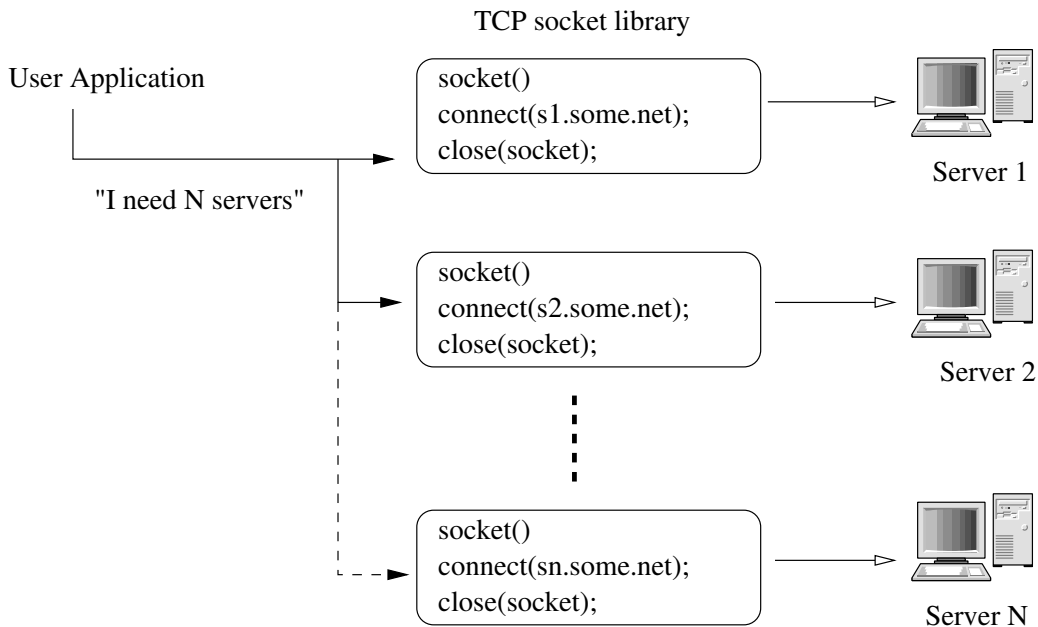 TCP socket library
User Application
socket()
connect(s1.some.net);
close(socket);
Server 1
"I need N servers"
socket()
connect(s2.some.net);
close(socket);
Server 2
socket()
connect(sn.some.net);
close(socket);
Server N